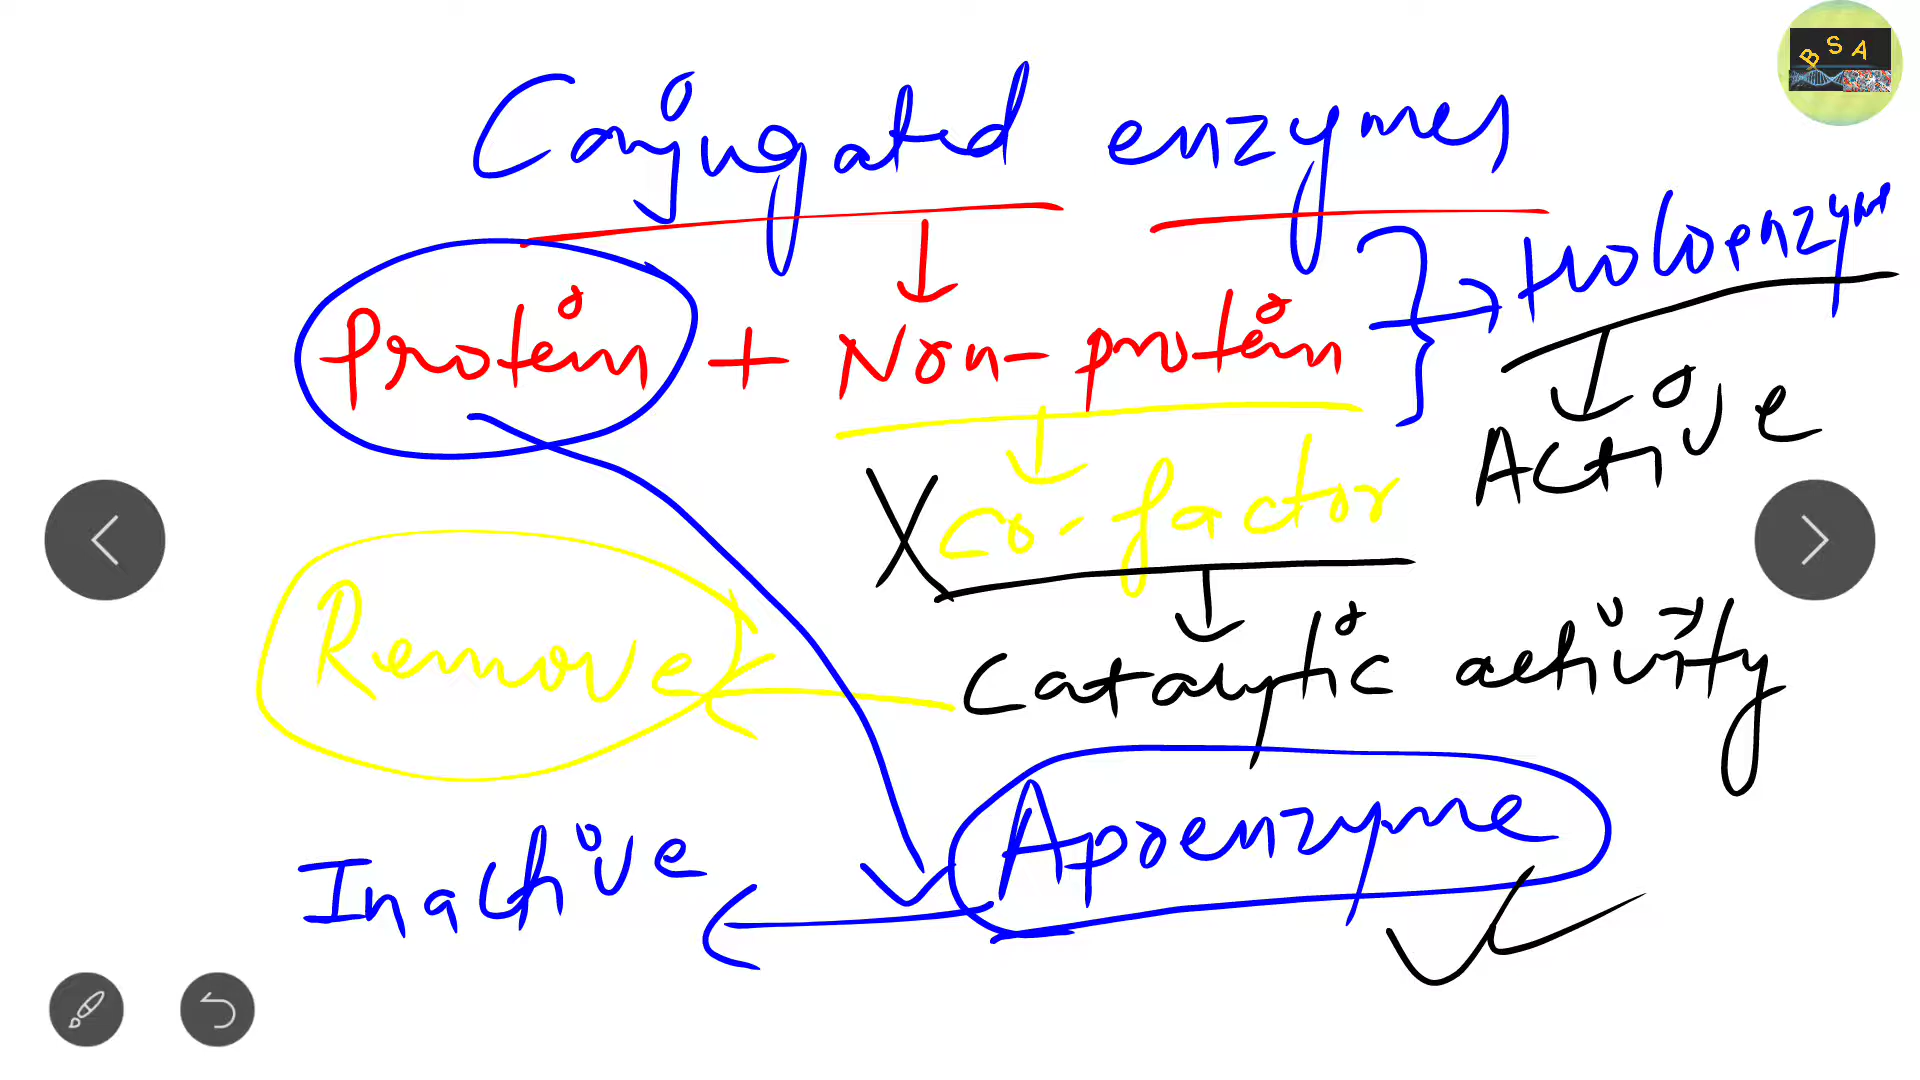 BSA
Conjugated enzymes
Holoenzyme
Protein + Non-protein
Active
Co-factor
Remove
Catalytic activity
Apoenzyme
Inactive